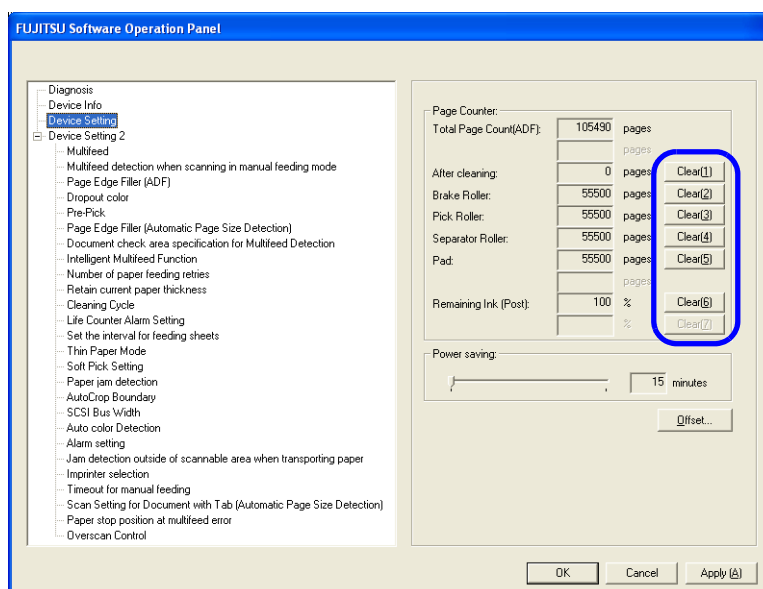 FUJITSU Software Operation Panel
Diagnosis
Device Info
Device Setting
Device Setting 2
Multifeed
Multifeed detection when scanning in manual feeding mode
Page Edge Filler (ADF)
Dropout color
Pre-Pick
Page Edge Filler (Automatic Page Size Detection)
Document check area specification for Multifeed Detection
Intelligent Multifeed Function
Number of paper feeding retries
Retain current paper thickness
Cleaning Cycle
Life Counter Alarm Setting
Set the interval for feeding sheets
Thin Paper Mode
Soft Pick Setting
Paper jam detection
AutoCrop Boundary
SCSI Bus Width
Auto color Detection
Alarm setting
Jam detection outside of scannable area when transporting paper
Imprinter selection
Timeout for manual feeding
Scan Setting for Document with Tab (Automatic Page Size Detection)
Paper stop position at multifeed error
Overscan Control
Page Counter:
Total Page Count(ADF): 105490 pages
pages
After cleaning: 0 pages Clear(1)
Brake Roller: 55500 pages Clear(2)
Pick Roller: 55500 pages Clear(3)
Separator Roller: 55500 pages Clear(4)
Pad: 55500 pages Clear(5)
pages
Remaining Ink (Post): 100 % Clear(6)
% Clear(7)
Power saving:
15 minutes
Offset...
OK Cancel Apply (A)